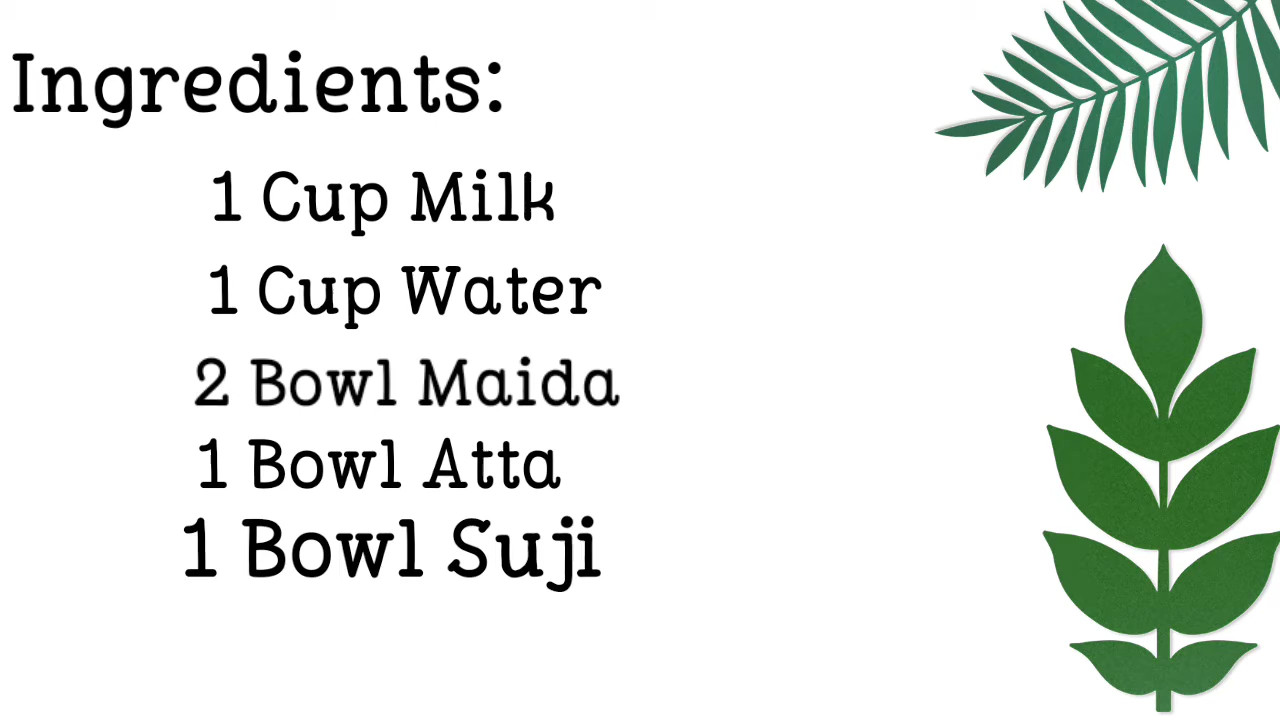 Ingredients:
1 Cup Milk
1 Cup Water
2 Bowl Maida
1 Bowl Atta
1 Bowl Suji